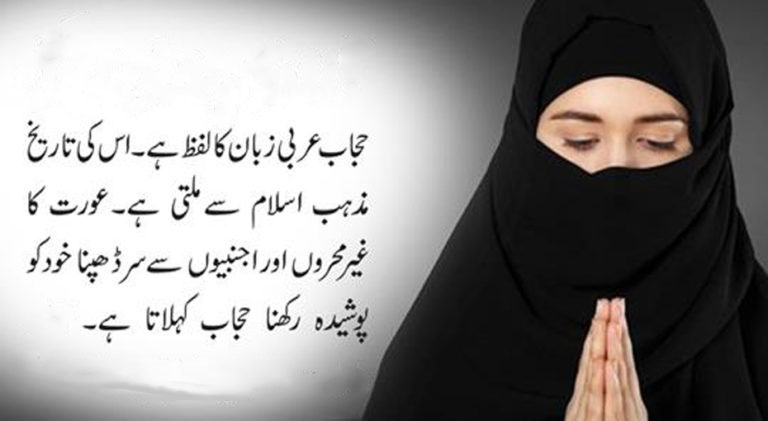 حجاب عربی زبان کا لفظ ہے۔ اس کی تاریخ
مذہب اسلام سے ملتی ہے۔ عورت کا
غیر محروں اور اجنبیوں سے سر ڈھپنا خود کو
پوشیدہ رکھنا حجاب کہلاتا ہے۔